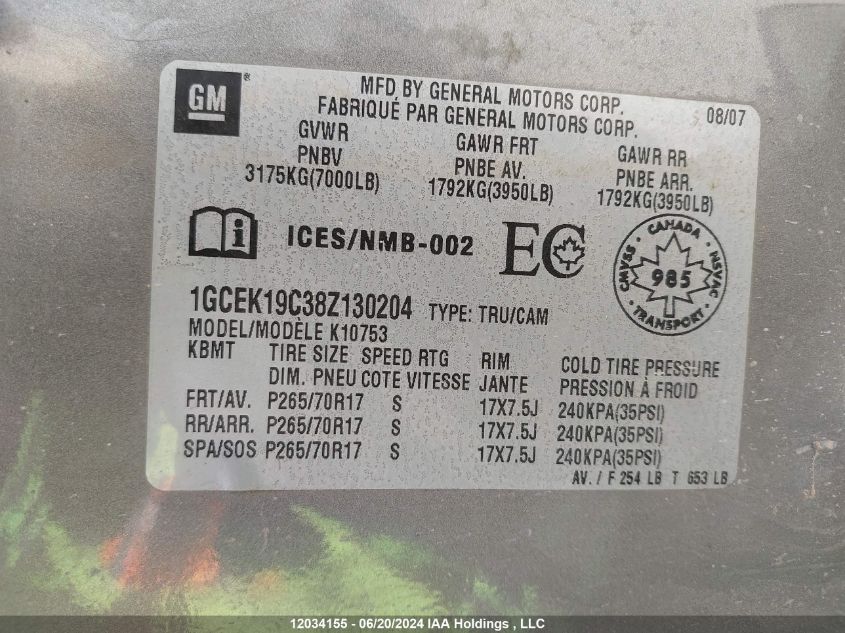 GM
MFD BY GENERAL MOTORS CORP.
FABRIQUÉ PAR GENERAL MOTORS CORP.
08/07
GVWR
PNBV
3175KG(7000LB)
GAWR FRT
PNBE AV.
1792KG(3950LB)
GAWR RR
PNBE ARR.
1792KG(3950LB)
i ICES/NMB-002 EC
CANADA
CMVSS 985 NSVAC
TRANSPORT
1GCEK19C38Z130204 TYPE: TRU/CAM
MODEL/MODÈLE K10753
KBMT TIRE SIZE SPEED RTG RIM COLD TIRE PRESSURE
DIM. PNEU COTE VITESSE JANTE PRESSION À FROID
FRT/AV. P265/70R17 S 17X7.5J 240KPA(35PSI)
RR/ARR. P265/70R17 S 17X7.5J 240KPA(35PSI)
SPA/SOS P265/70R17 S 17X7.5J 240KPA(35PSI)
AV. / F 254 LB T 653 LB
12034155 - 06/20/2024 IAA Holdings , LLC